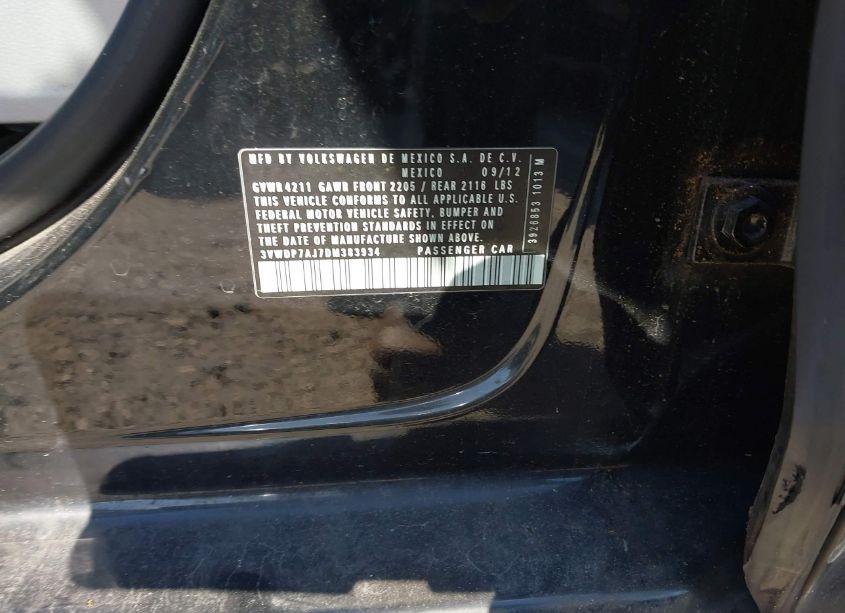 MFD BY VOLKSWAGEN DE MEXICO S.A. DE C.V.
MEXICO 09/12
GVWR 4211 GAWR FRONT 2205 / REAR 2116 LBS
THIS VEHICLE CONFORMS TO ALL APPLICABLE U.S.
FEDERAL MOTOR VEHICLE SAFETY, BUMPER AND
THEFT PREVENTION STANDARDS IN EFFECT ON
THE DATE OF MANUFACTURE SHOWN ABOVE.
3VWDP7AJ7DM383934 PASSENGER CAR
3926853 1013 M